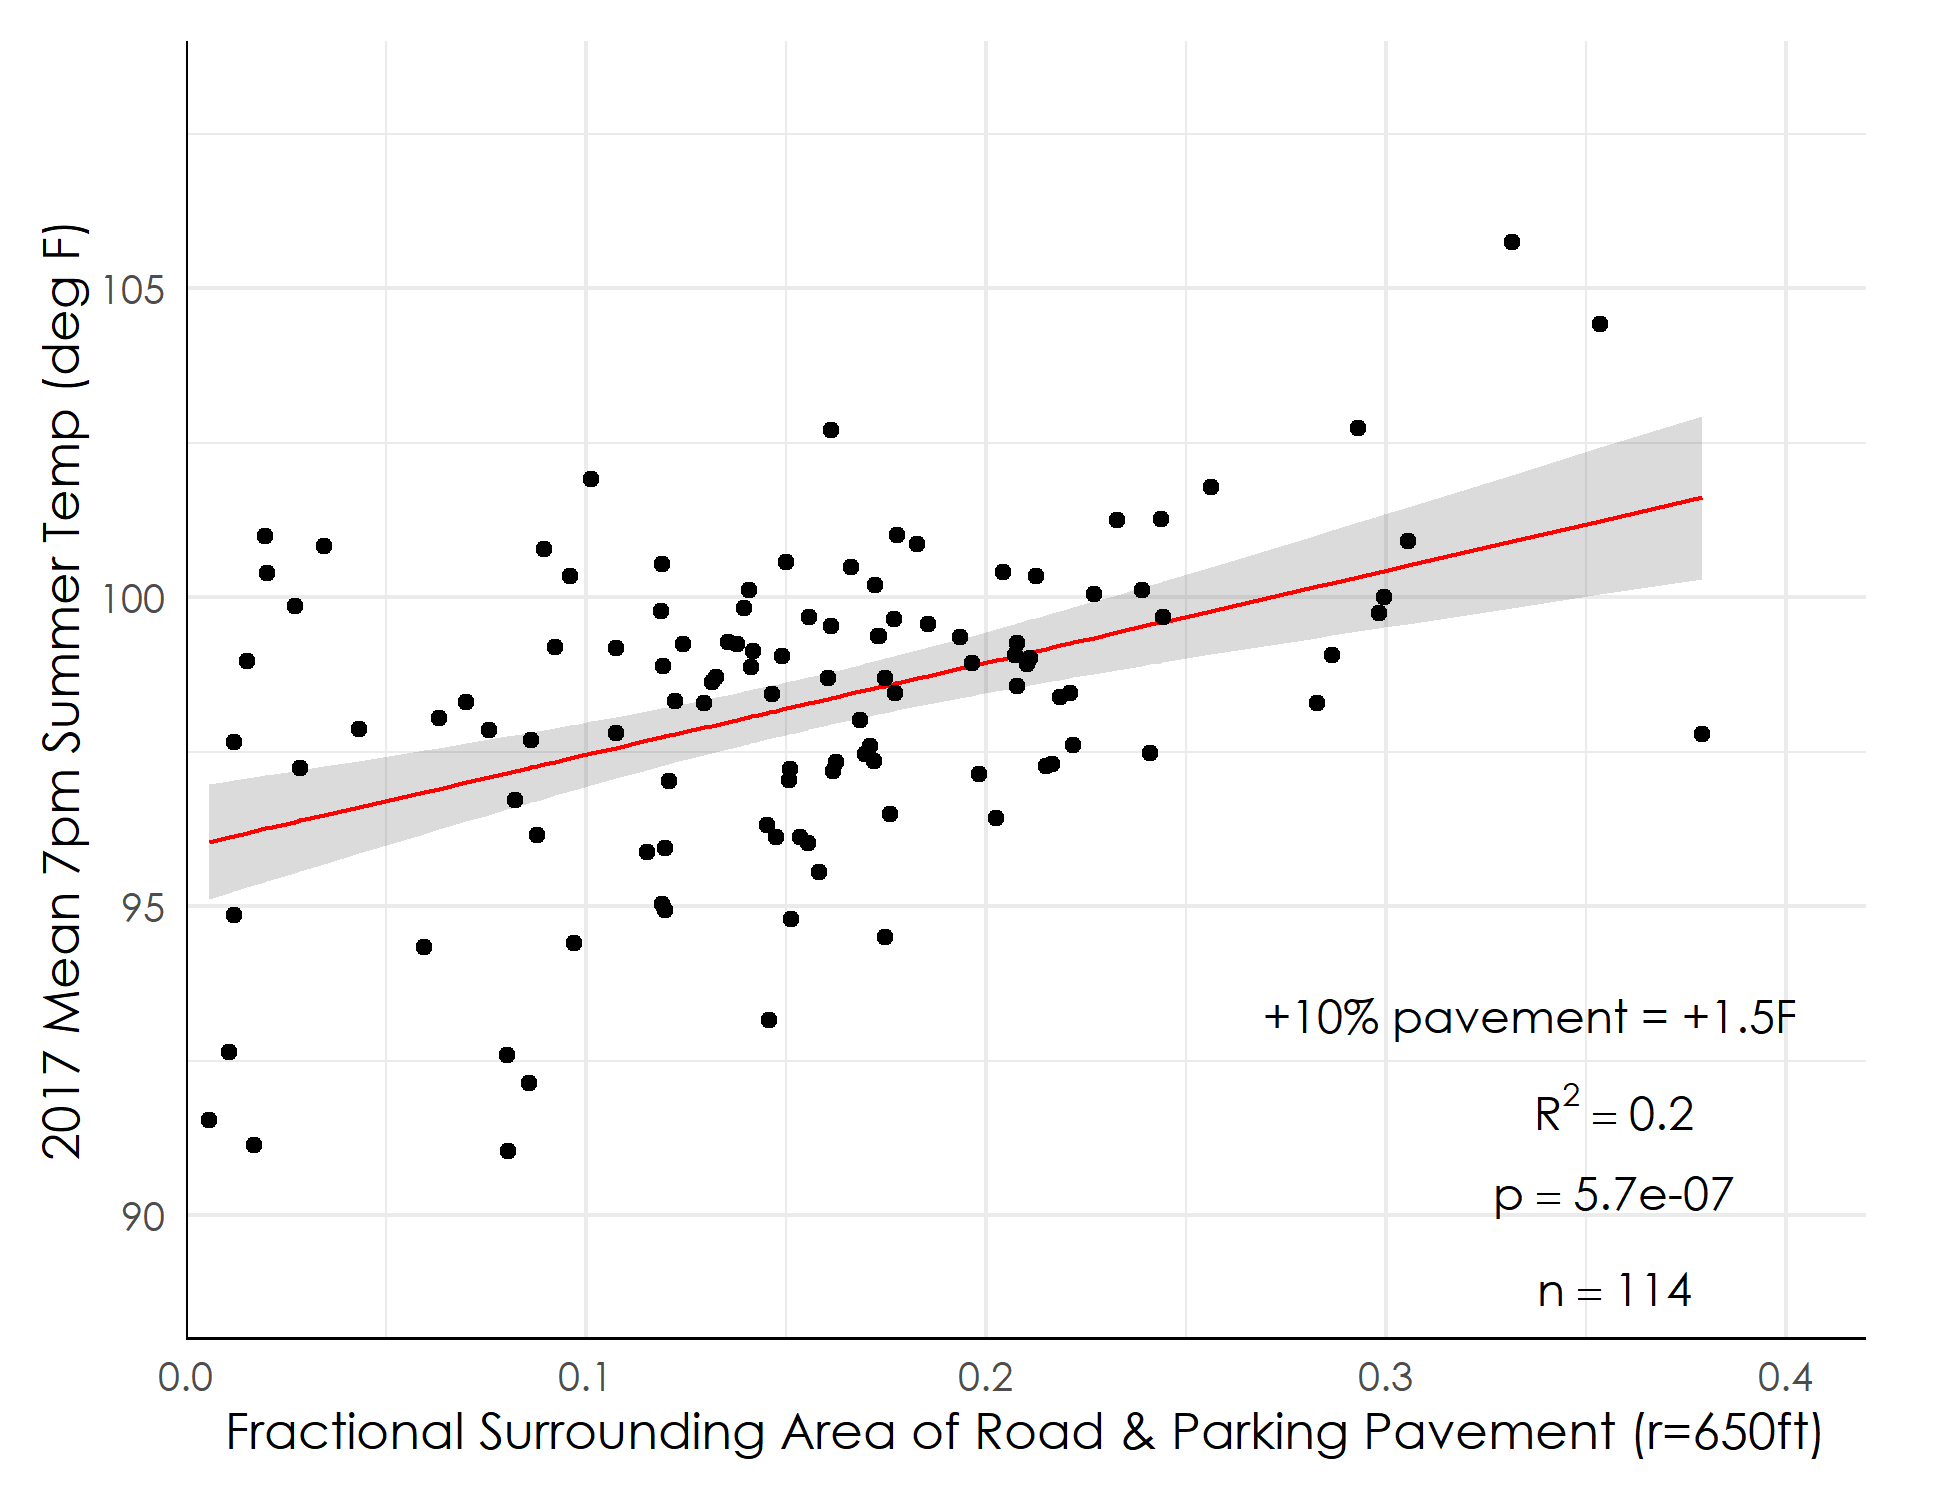 2017 Mean 7pm Summer Temp (deg F)
105
100
95
90
+10% pavement = +1.5F
R² = 0.2
p = 5.7e-07
n = 114
0.0 0.1 0.2 0.3 0.4
Fractional Surrounding Area of Road & Parking Pavement (r=650ft)